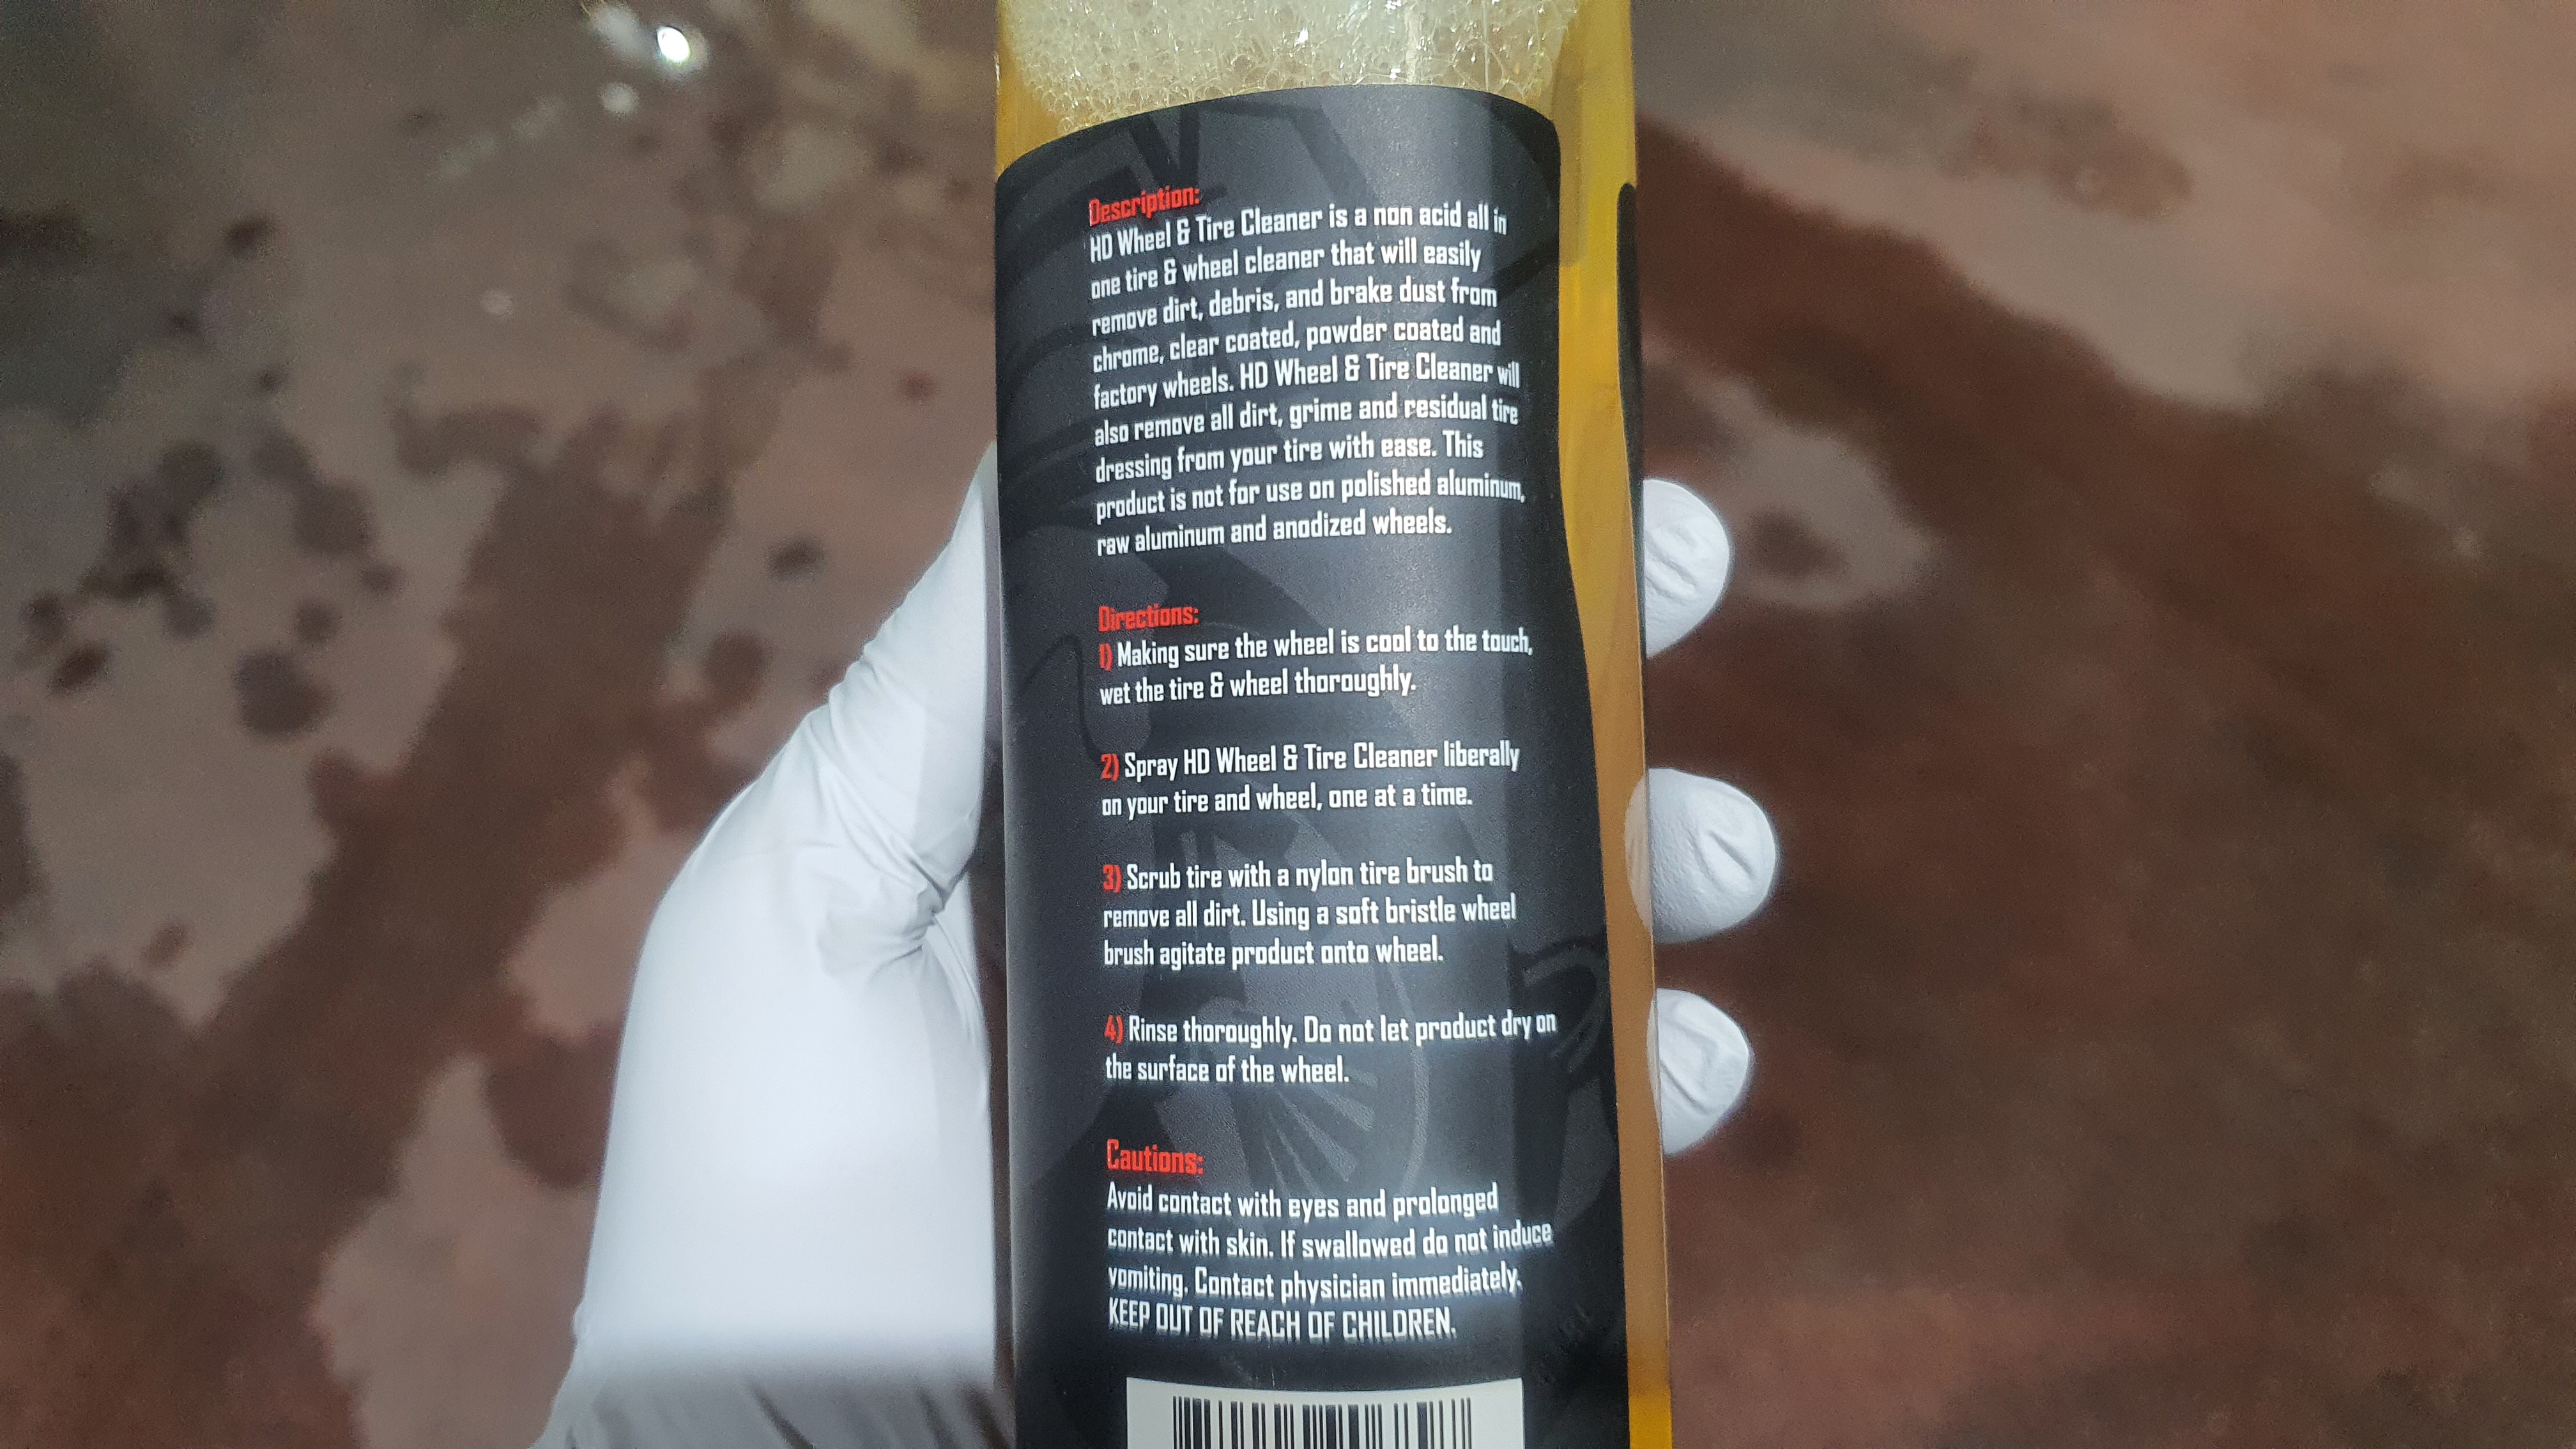 Description:
HD Wheel & Tire Cleaner is a non acid all in
one tire & wheel cleaner that will easily
remove dirt, debris, and brake dust from
chrome, clear coated, powder coated and
factory wheels. HD Wheel & Tire Cleaner will
also remove all dirt, grime and residual tire
dressing from your tire with ease. This
product is not for use on polished aluminum,
raw aluminum and anodized wheels.
Directions:
1) Making sure the wheel is cool to the touch,
wet the tire & wheel thoroughly.
2) Spray HD Wheel & Tire Cleaner liberally
on your tire and wheel, one at a time.
3) Scrub tire with a nylon tire brush to
remove all dirt. Using a soft bristle wheel
brush agitate product onto wheel.
4) Rinse thoroughly. Do not let product dry on
the surface of the wheel.
Cautions:
Avoid contact with eyes and prolonged
contact with skin. If swallowed do not induce
vomiting. Contact physician immediately.
KEEP OUT OF REACH OF CHILDREN.